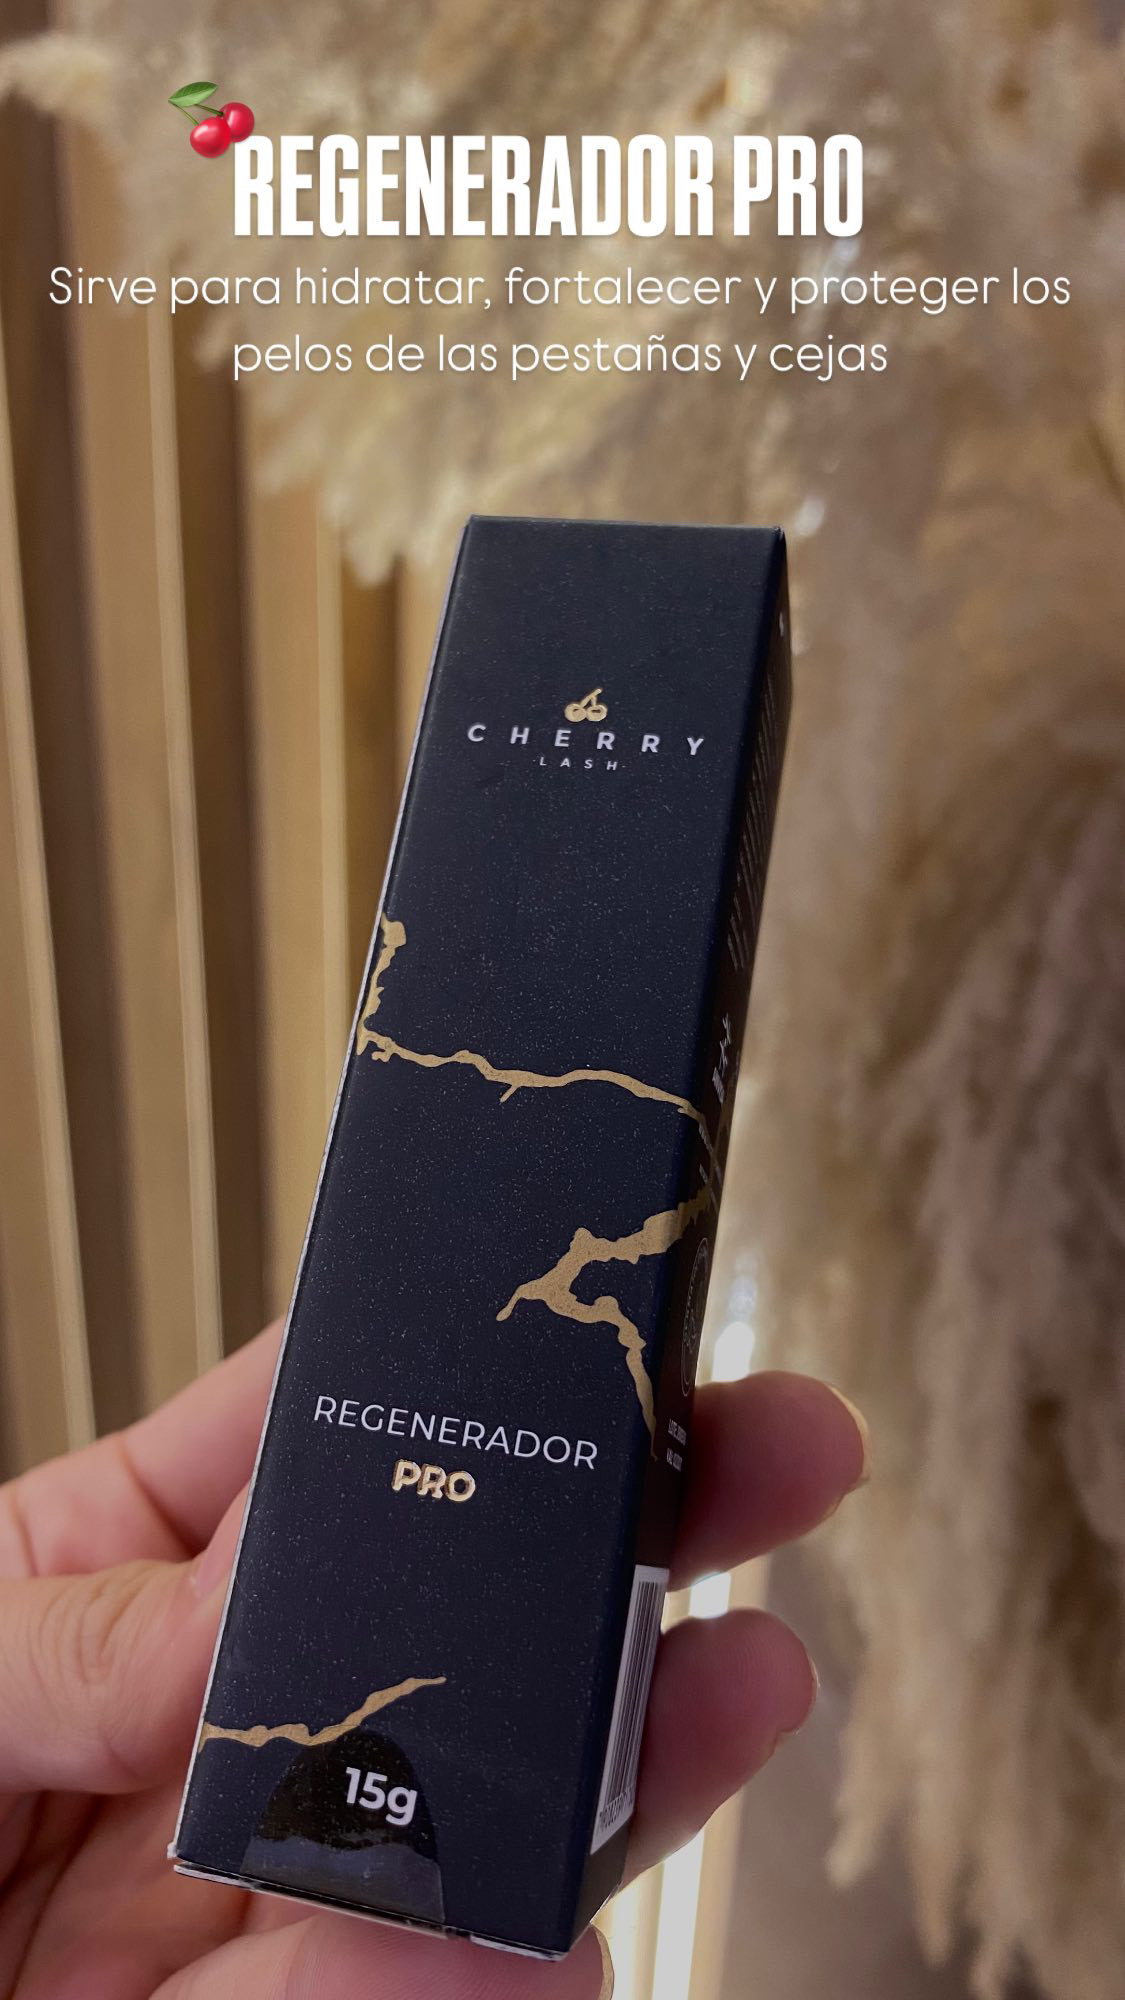 REGENERADOR PRO
Sirve para hidratar, fortalecer y proteger los
pelos de las pestañas y cejas
CHERRY
LASH
REGENERADOR
PRO
15g